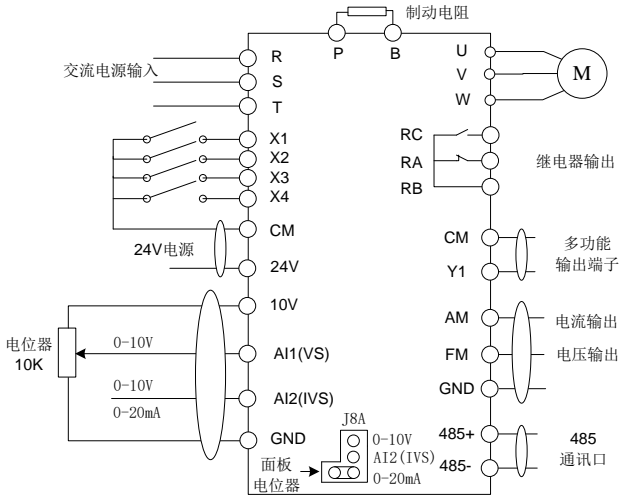 制动电阻
交流电源输入
R
S
T
P
B
U
V
W
M
X1
X2
X3
X4
CM
24V电源
24V
RC
RA
RB
继电器输出
CM
Y1
多功能
输出端子
10V
电位器
10K
0-10V
AI1(VS)
0-10V
0-20mA
AI2(IVS)
GND
AM
电流输出
FM
电压输出
GND
J8A
0-10V
AI2(IVS)
0-20mA
面板
电位器
485+
485-
485
通讯口